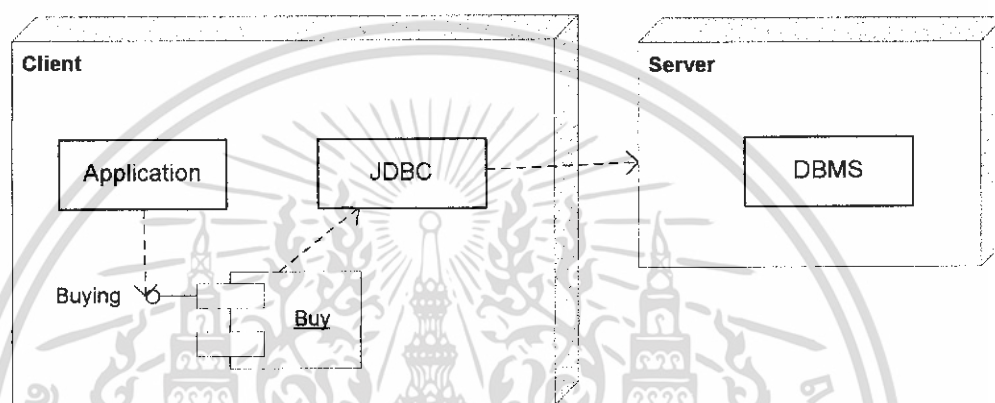 Client
Server
Application
JDBC
DBMS
Buying
Buy